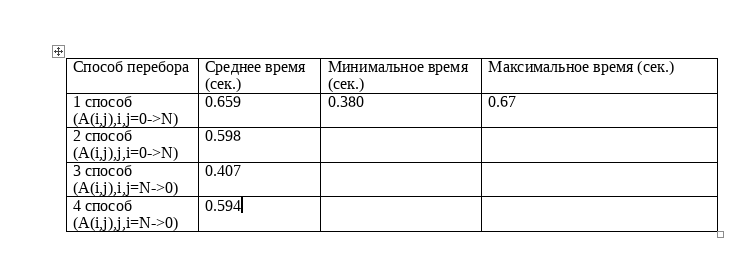 Способ перебора Среднее время Минимальное время Максимальное время (сек.)
(сек.) (сек.)
1 способ 0.659 0.380 0.67
(A(i,j),i,j=0->N)
2 способ 0.598
(A(i,j),j,i=0->N)
3 способ 0.407
(A(i,j),i,j=N->0)
4 способ 0.594
(A(i,j),j,i=N->0)